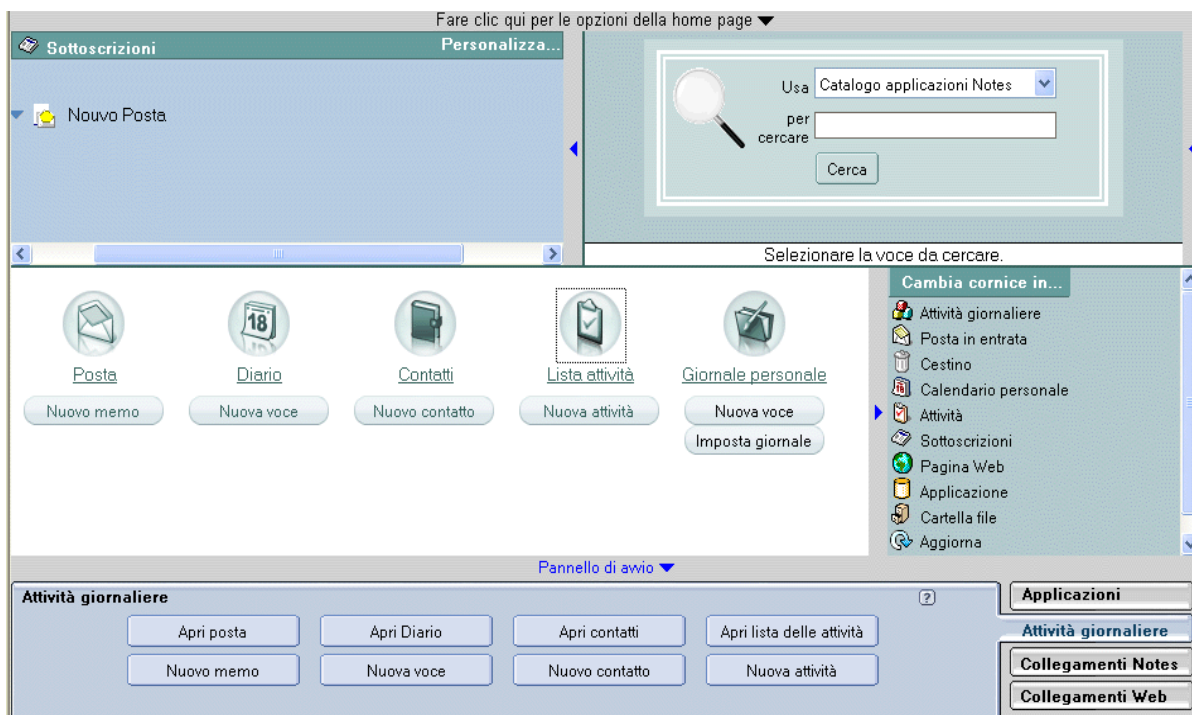 Fare clic qui per le opzioni della home page
Sottoscrizioni Personalizza...
Nouvo Posta
Usa Catalogo applicazioni Notes
per
cercare
Cerca
Selezionare la voce da cercare.
18
Posta Diario Contatti Lista attività Giornale personale
Nuovo memo Nuova voce Nuovo contatto Nuova attività Nuova voce
Imposta giornale
Cambia cornice in...
Attività giornaliere
Posta in entrata
Cestino
Calendario personale
Attività
Sottoscrizioni
Pagina Web
Applicazione
Cartella file
Aggiorna
Pannello di avvio
Attività giornaliere ?
Apri posta Apri Diario Apri contatti Apri lista delle attività
Nuovo memo Nuova voce Nuovo contatto Nuova attività
Applicazioni
Attività giornaliere
Collegamenti Notes
Collegamenti Web